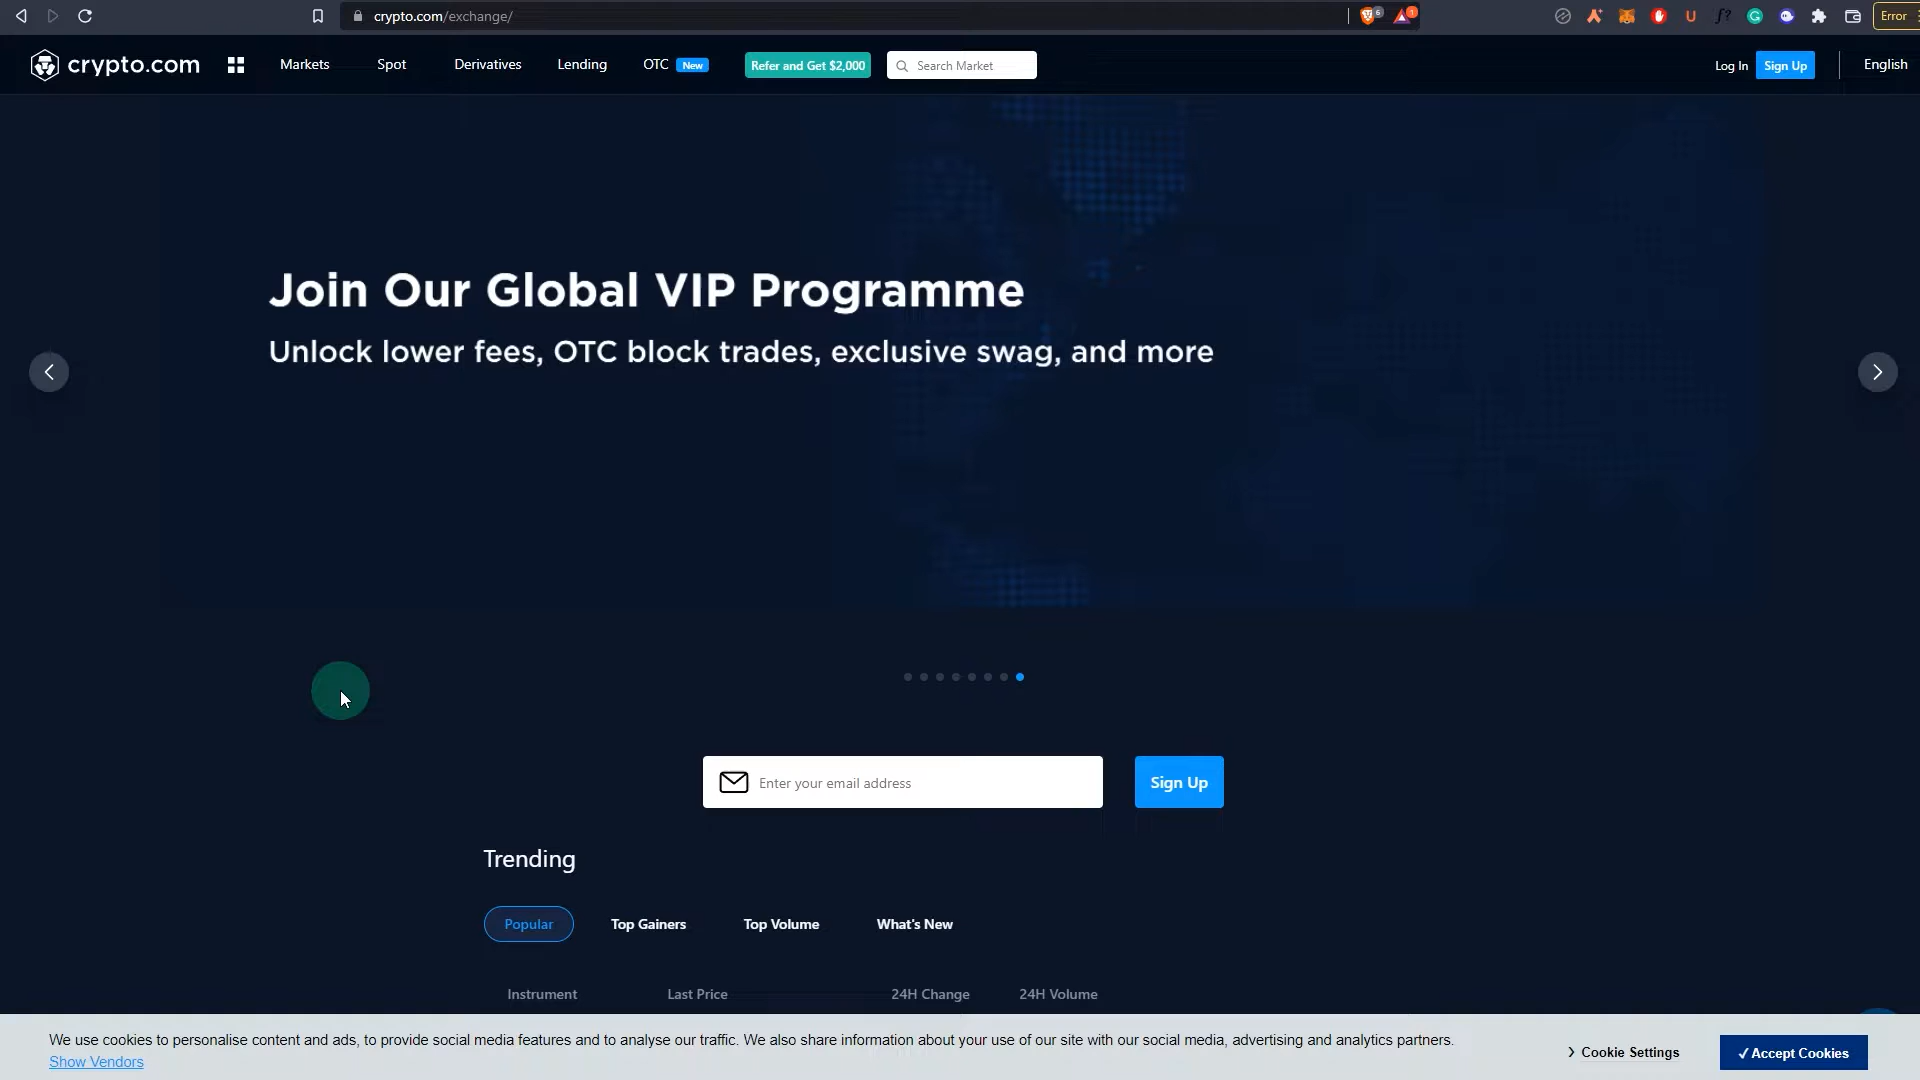 crypto.com/exchange/
6
1
Error
crypto.com
Markets
Spot
Derivatives
Lending
OTC New
Refer and Get $2,000
Search Market
Log In
Sign Up
English
Join Our Global VIP Programme
Unlock lower fees, OTC block trades, exclusive swag, and more
Enter your email address
Sign Up
Trending
Popular
Top Gainers
Top Volume
What's New
Instrument
Last Price
24H Change
24H Volume
We use cookies to personalise content and ads, to provide social media features and to analyse our traffic. We also share information about your use of our site with our social media, advertising and analytics partners.
Show Vendors
Cookie Settings
✓ Accept Cookies